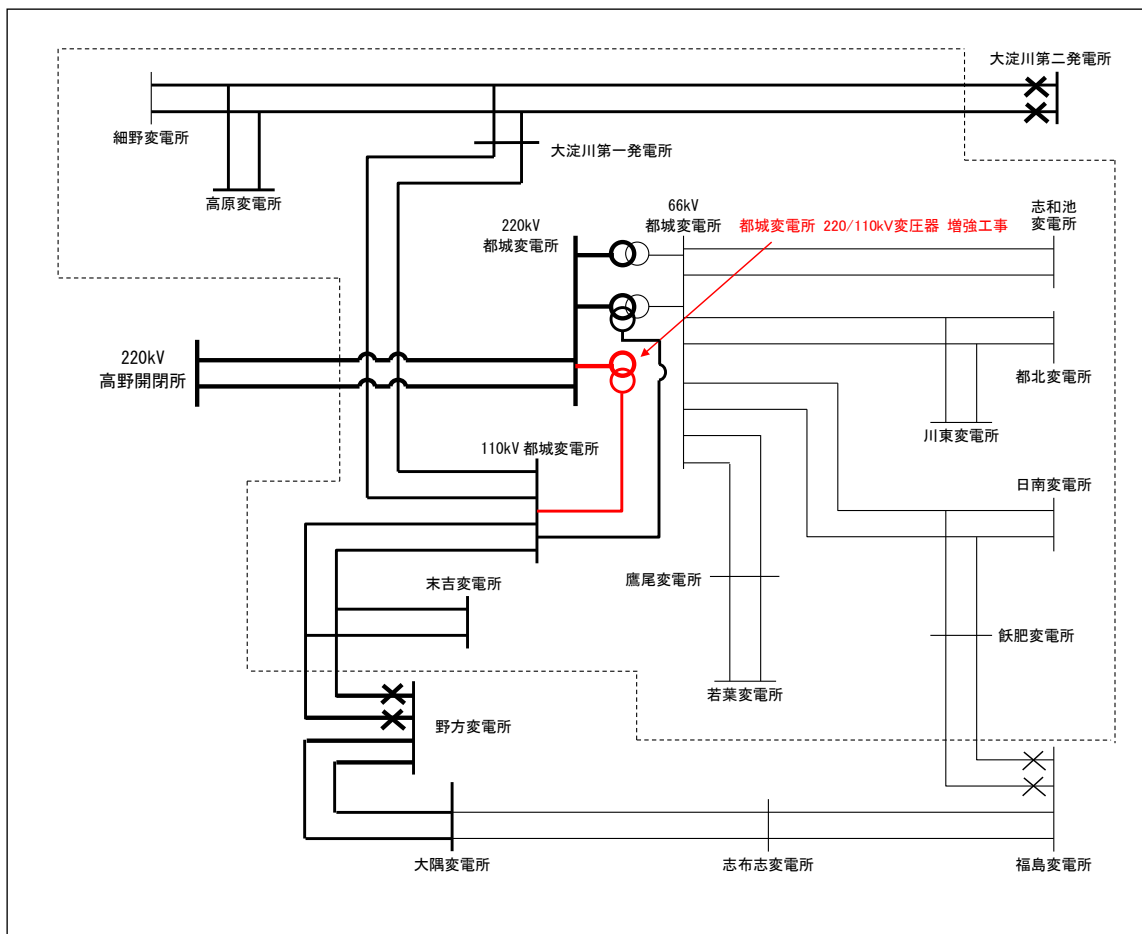 大淀川第二発電所
細野変電所
大淀川第一発電所
高原変電所
66kV
都城変電所
志和池
変電所
220kV
都城変電所
都城変電所 220/110kV変圧器 増強工事
220kV
高野開閉所
都北変電所
川東変電所
110kV 都城変電所
日南変電所
末吉変電所
鷹尾変電所
飫肥変電所
若葉変電所
野方変電所
大隅変電所
志布志変電所
福島変電所